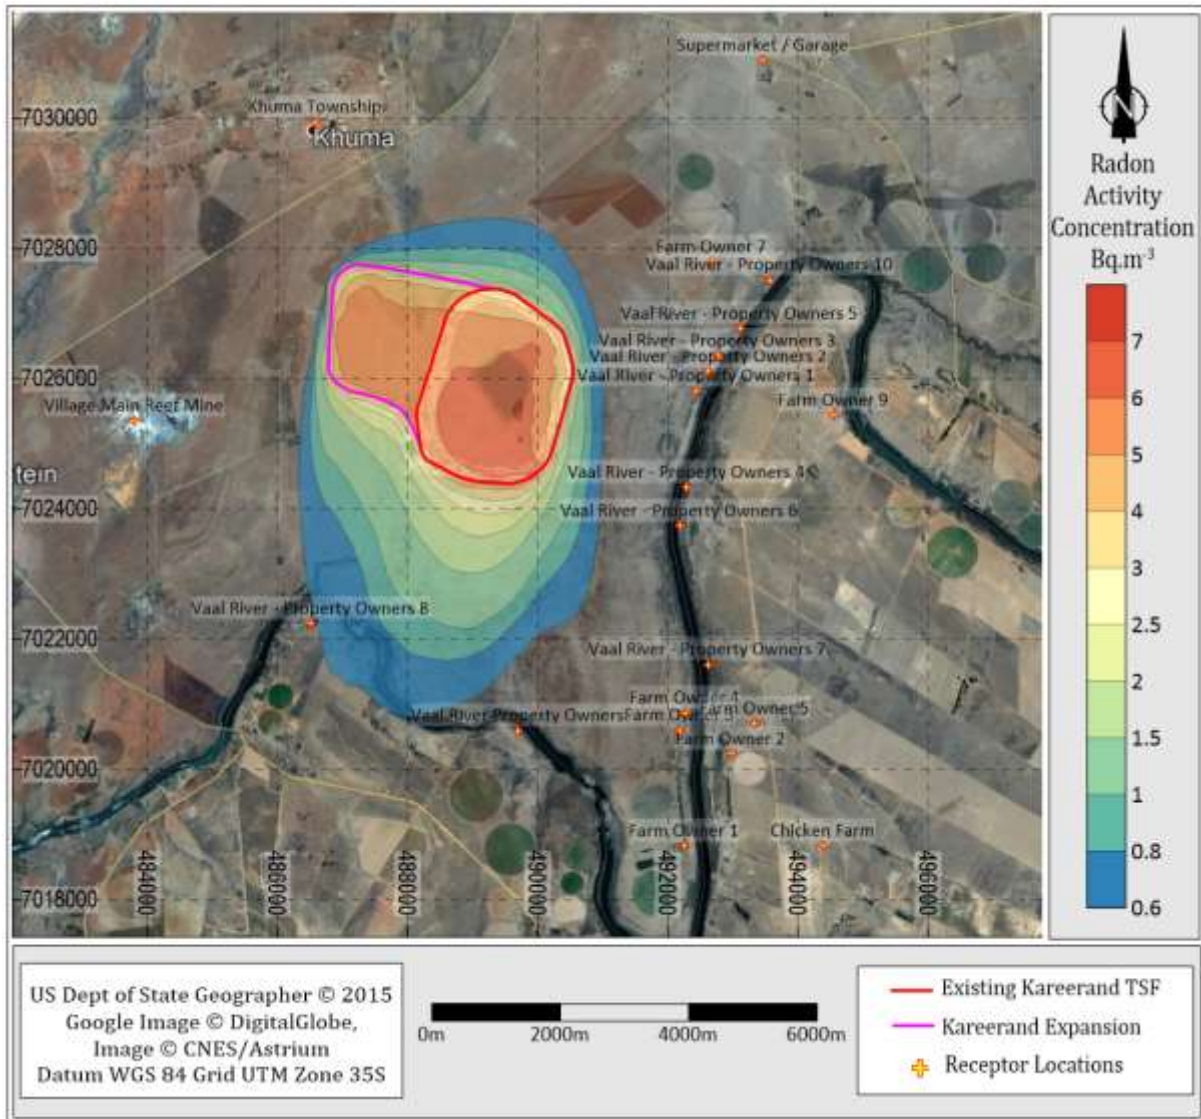 Supermarket / Garage
Khuma Township
Khuma
7030000
7028000
Farm Owner 7
Vaal River - Property Owners 10
Vaal River - Property Owners 5
Vaal River - Property Owners 3
Vaal River - Property Owners 2
Vaal River - Property Owners 1
7026000
Village Main Reef Mine
Farm Owner 9
tein
Vaal River - Property Owners 4
7024000
Vaal River - Property Owners 6
Vaal River - Property Owners 8
7022000
Vaal River - Property Owners 7
Farm Owner 4
Farm Owner 5
Vaal River Property Owners
Farm Owner
Farm Owner 2
7020000
Farm Owner 1
Chicken Farm
7018000
484000
486000
488000
490000
492000
494000
496000
N
Radon
Activity
Concentration
Bq.m-3
7
6
5
4
3
2.5
2
1.5
1
0.8
0.6
US Dept of State Geographer © 2015
Google Image © DigitalGlobe,
Image © CNES/Astrium
Datum WGS 84 Grid UTM Zone 35S
0m
2000m
4000m
6000m
Existing Kareerand TSF
Kareerand Expansion
Receptor Locations